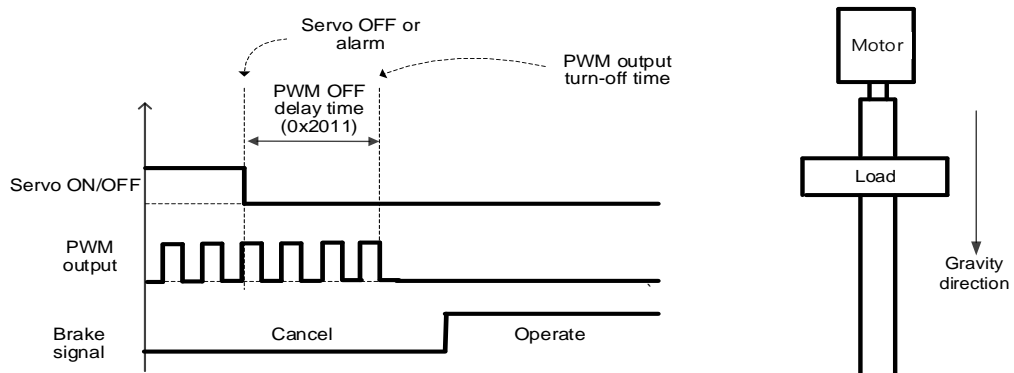 Servo OFF or
alarm
PWM output
turn-off time
PWM OFF
delay time
(0x2011)
Servo ON/OFF
PWM
output
Brake
signal
Cancel
Operate
Motor
Load
Gravity
direction